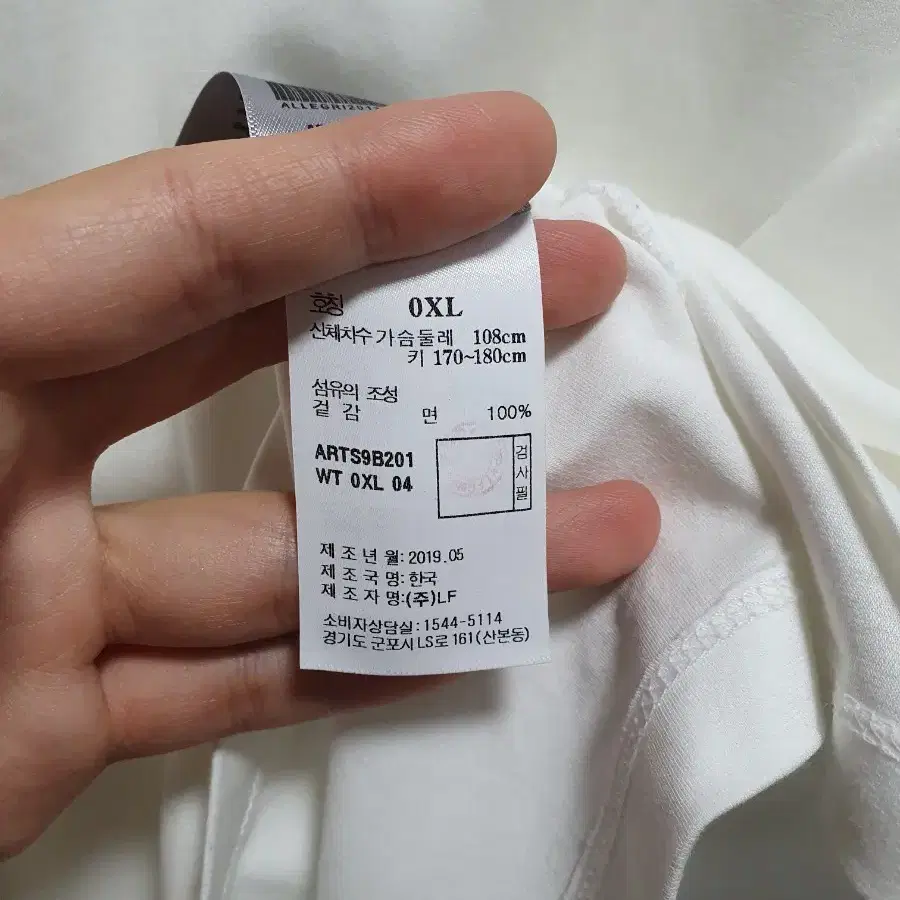 ALLEGRI201
호칭 0XL
신체치수 가슴둘레 108cm
키 170~180cm
섬유의 조성
겉감 면 100%
ARTS9B201
WT 0XL 04
검사필
제조년월: 2019.05
제조국명: 한국
제조자명:(주)LF
소비자상담실: 1544-5114
경기도 군포시 LS로 161(산본동)